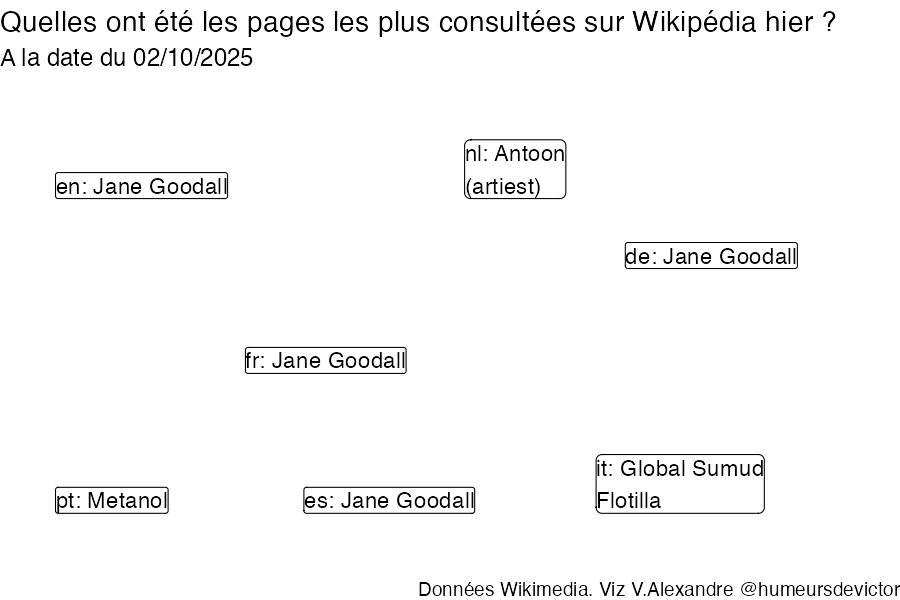 Quelles ont été les pages les plus consultées sur Wikipédia hier ?
A la date du 02/10/2025
nl: Antoon
(artiest)
en: Jane Goodall
de: Jane Goodall
fr: Jane Goodall
it: Global Sumud
Flotilla
pt: Metanol
es: Jane Goodall
Données Wikimedia. Viz V.Alexandre @humeursdevictor